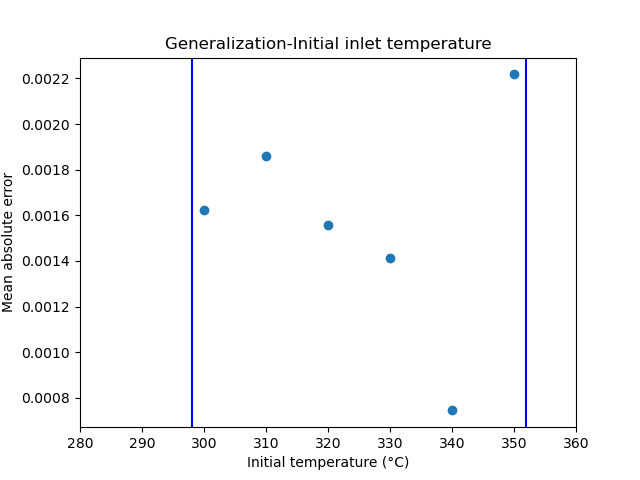 Generalization-Initial inlet temperature
Mean absolute error
0.0022
0.0020
0.0018
0.0016
0.0014
0.0012
0.0010
0.0008
280 290 300 310 320 330 340 350 360
Initial temperature (°C)